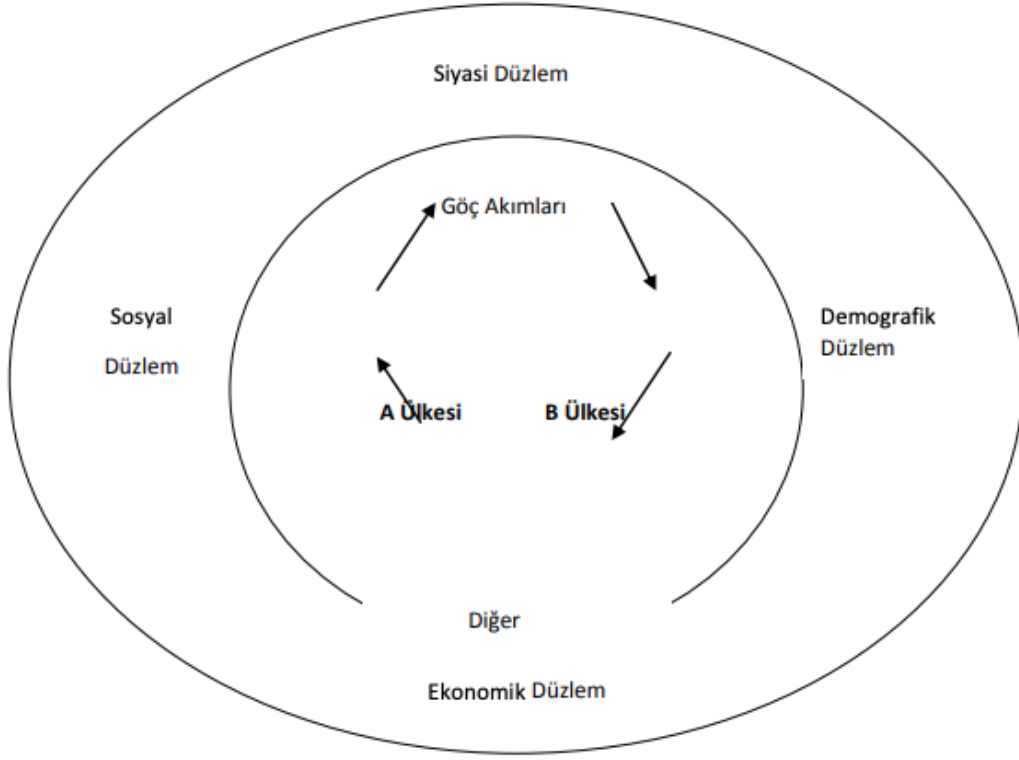 Siyasi Düzlem
Göç Akımları
Sosyal
Düzlem
Demografik
Düzlem
A Ülkesi
B Ülkesi
Diğer
Ekonomik Düzlem